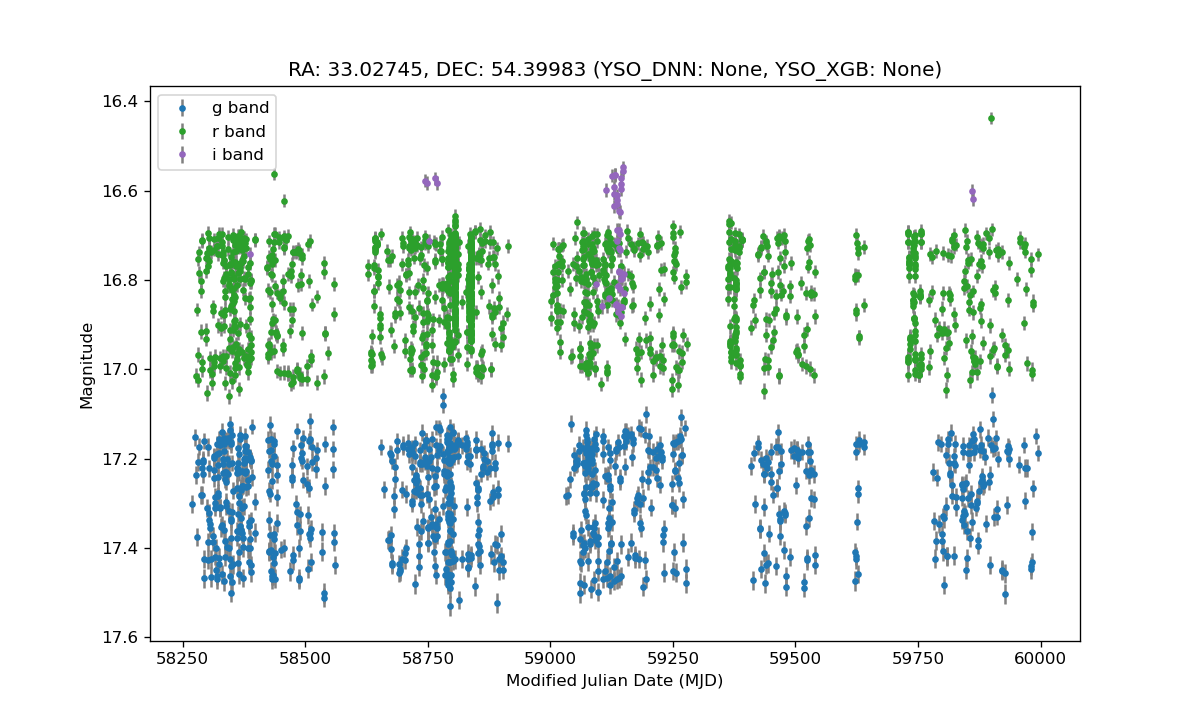 RA: 33.02745, DEC: 54.39983 (YSO_DNN: None, YSO_XGB: None)
g band
r band
i band
16.4
16.6
16.8
17.0
17.2
17.4
17.6
Magnitude
58250
58500
58750
59000
59250
59500
59750
60000
Modified Julian Date (MJD)